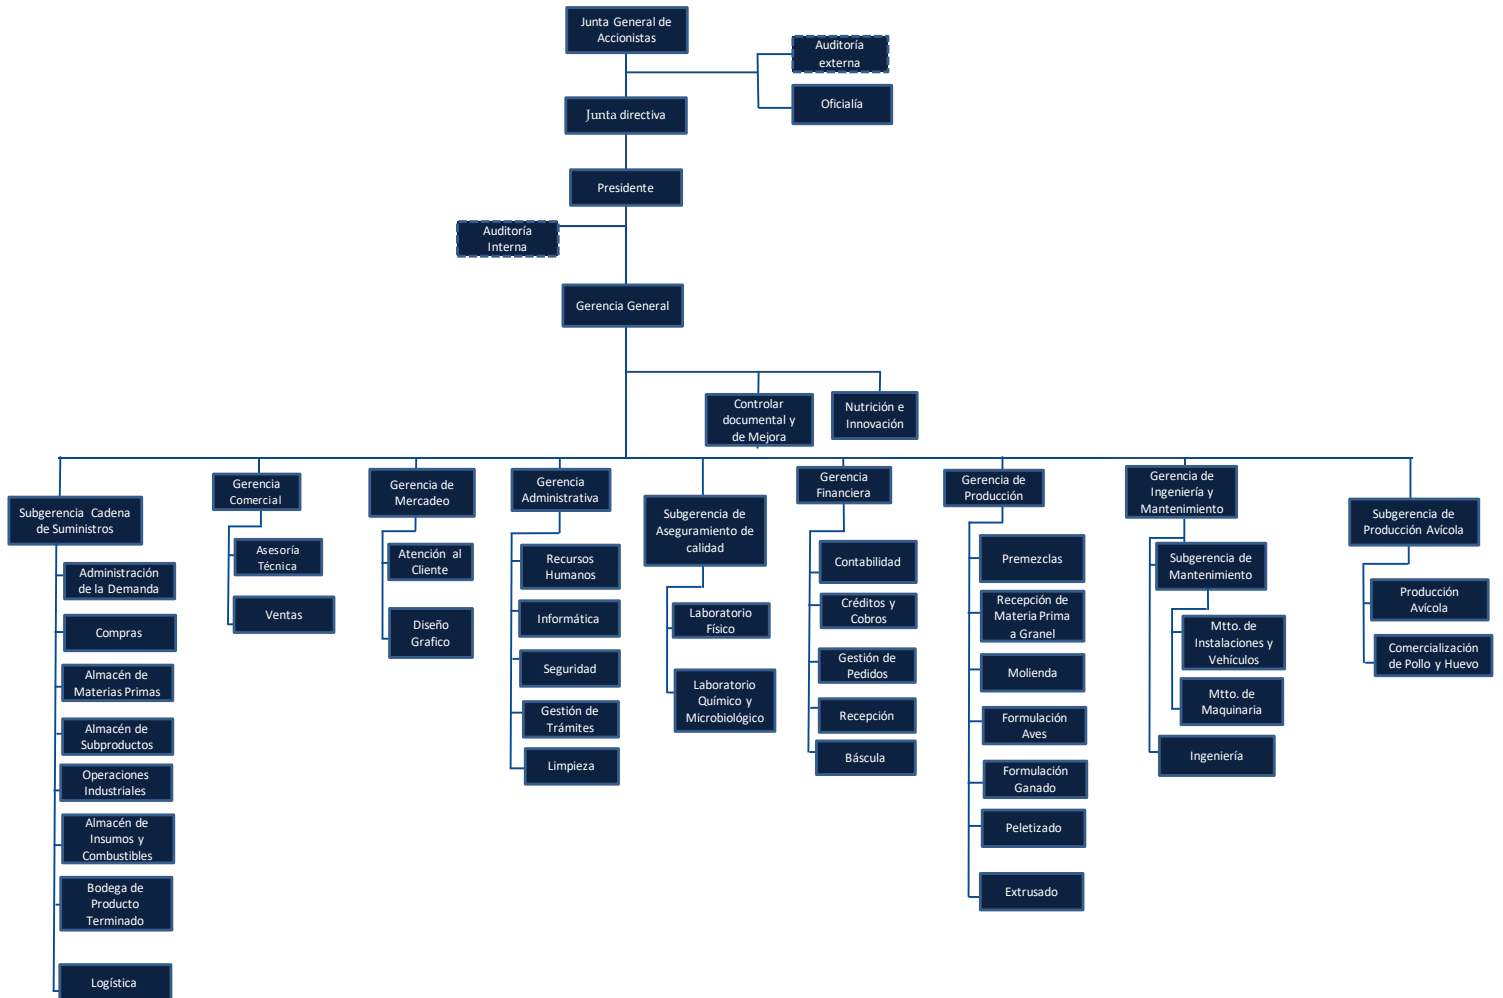 Junta General de
Accionistas
Auditoría
externa
Oficialía
Junta directiva
Presidente
Auditoría
Interna
Gerencia General
Controlar
documental y
de Mejora
Nutrición e
Innovación
Subgerencia Cadena
de Suministros
Administración
de la Demanda
Compras
Almacén de
Materias Primas
Almacén de
Subproductos
Operaciones
Industriales
Almacén de
Insumos y
Combustibles
Bodega de
Producto
Terminado
Logística
Gerencia
Comercial
Asesoría
Técnica
Ventas
Gerencia de
Mercadeo
Atención al
Cliente
Diseño
Grafico
Gerencia
Administrativa
Recursos
Humanos
Informática
Seguridad
Gestión de
Trámites
Limpieza
Subgerencia de
Aseguramiento de
calidad
Laboratorio
Físico
Laboratorio
Químico y
Microbiológico
Gerencia
Financiera
Contabilidad
Créditos y
Cobros
Gestión de
Pedidos
Recepción
Báscula
Gerencia de
Producción
Premezclas
Recepción de
Materia Prima
a Granel
Molienda
Formulación
Aves
Formulación
Ganado
Peletizado
Extrusado
Gerencia de
Ingeniería y
Mantenimiento
Subgerencia de
Mantenimiento
Mtto. de
Instalaciones y
Vehículos
Mtto. de
Maquinaria
Ingeniería
Subgerencia de
Producción Avícola
Producción
Avícola
Comercialización
de Pollo y Huevo